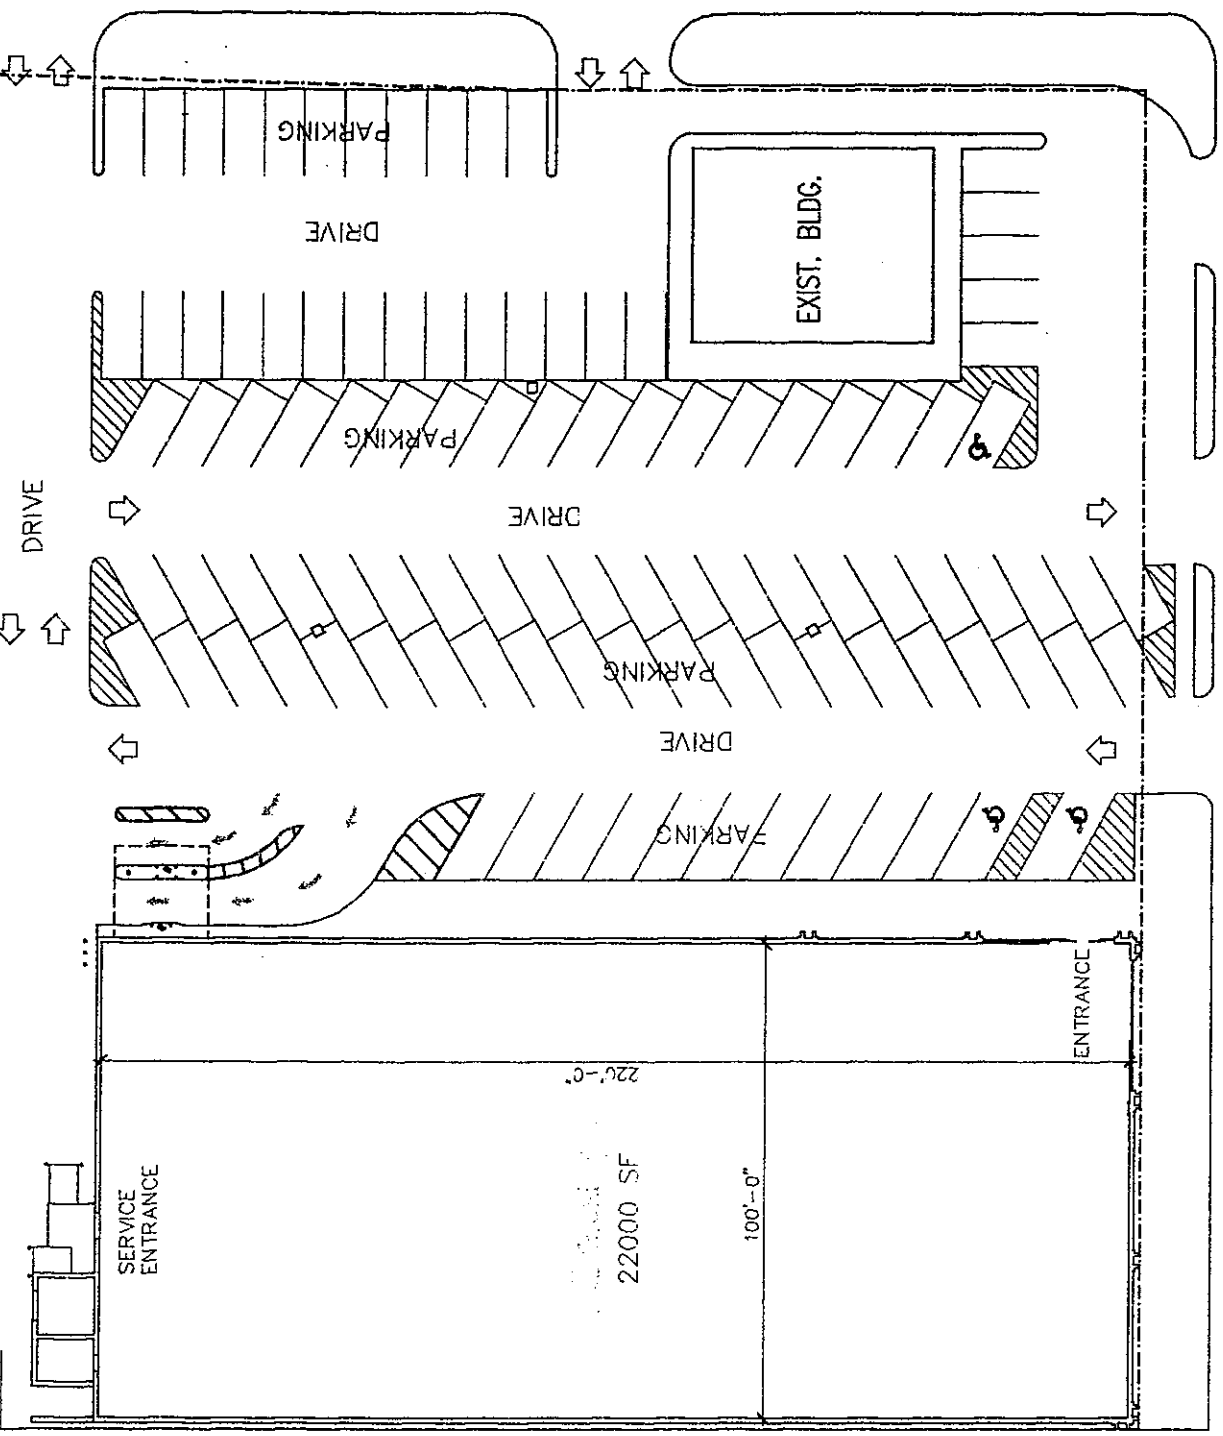 PARKING
DRIVE
EXIST. BLDG.
PARKING
DRIVE
DRIVE
PARKING
DRIVE
PARKING
ENTRANCE
220'-0"
SERVICE
ENTRANCE
22000 SF
100'-0"